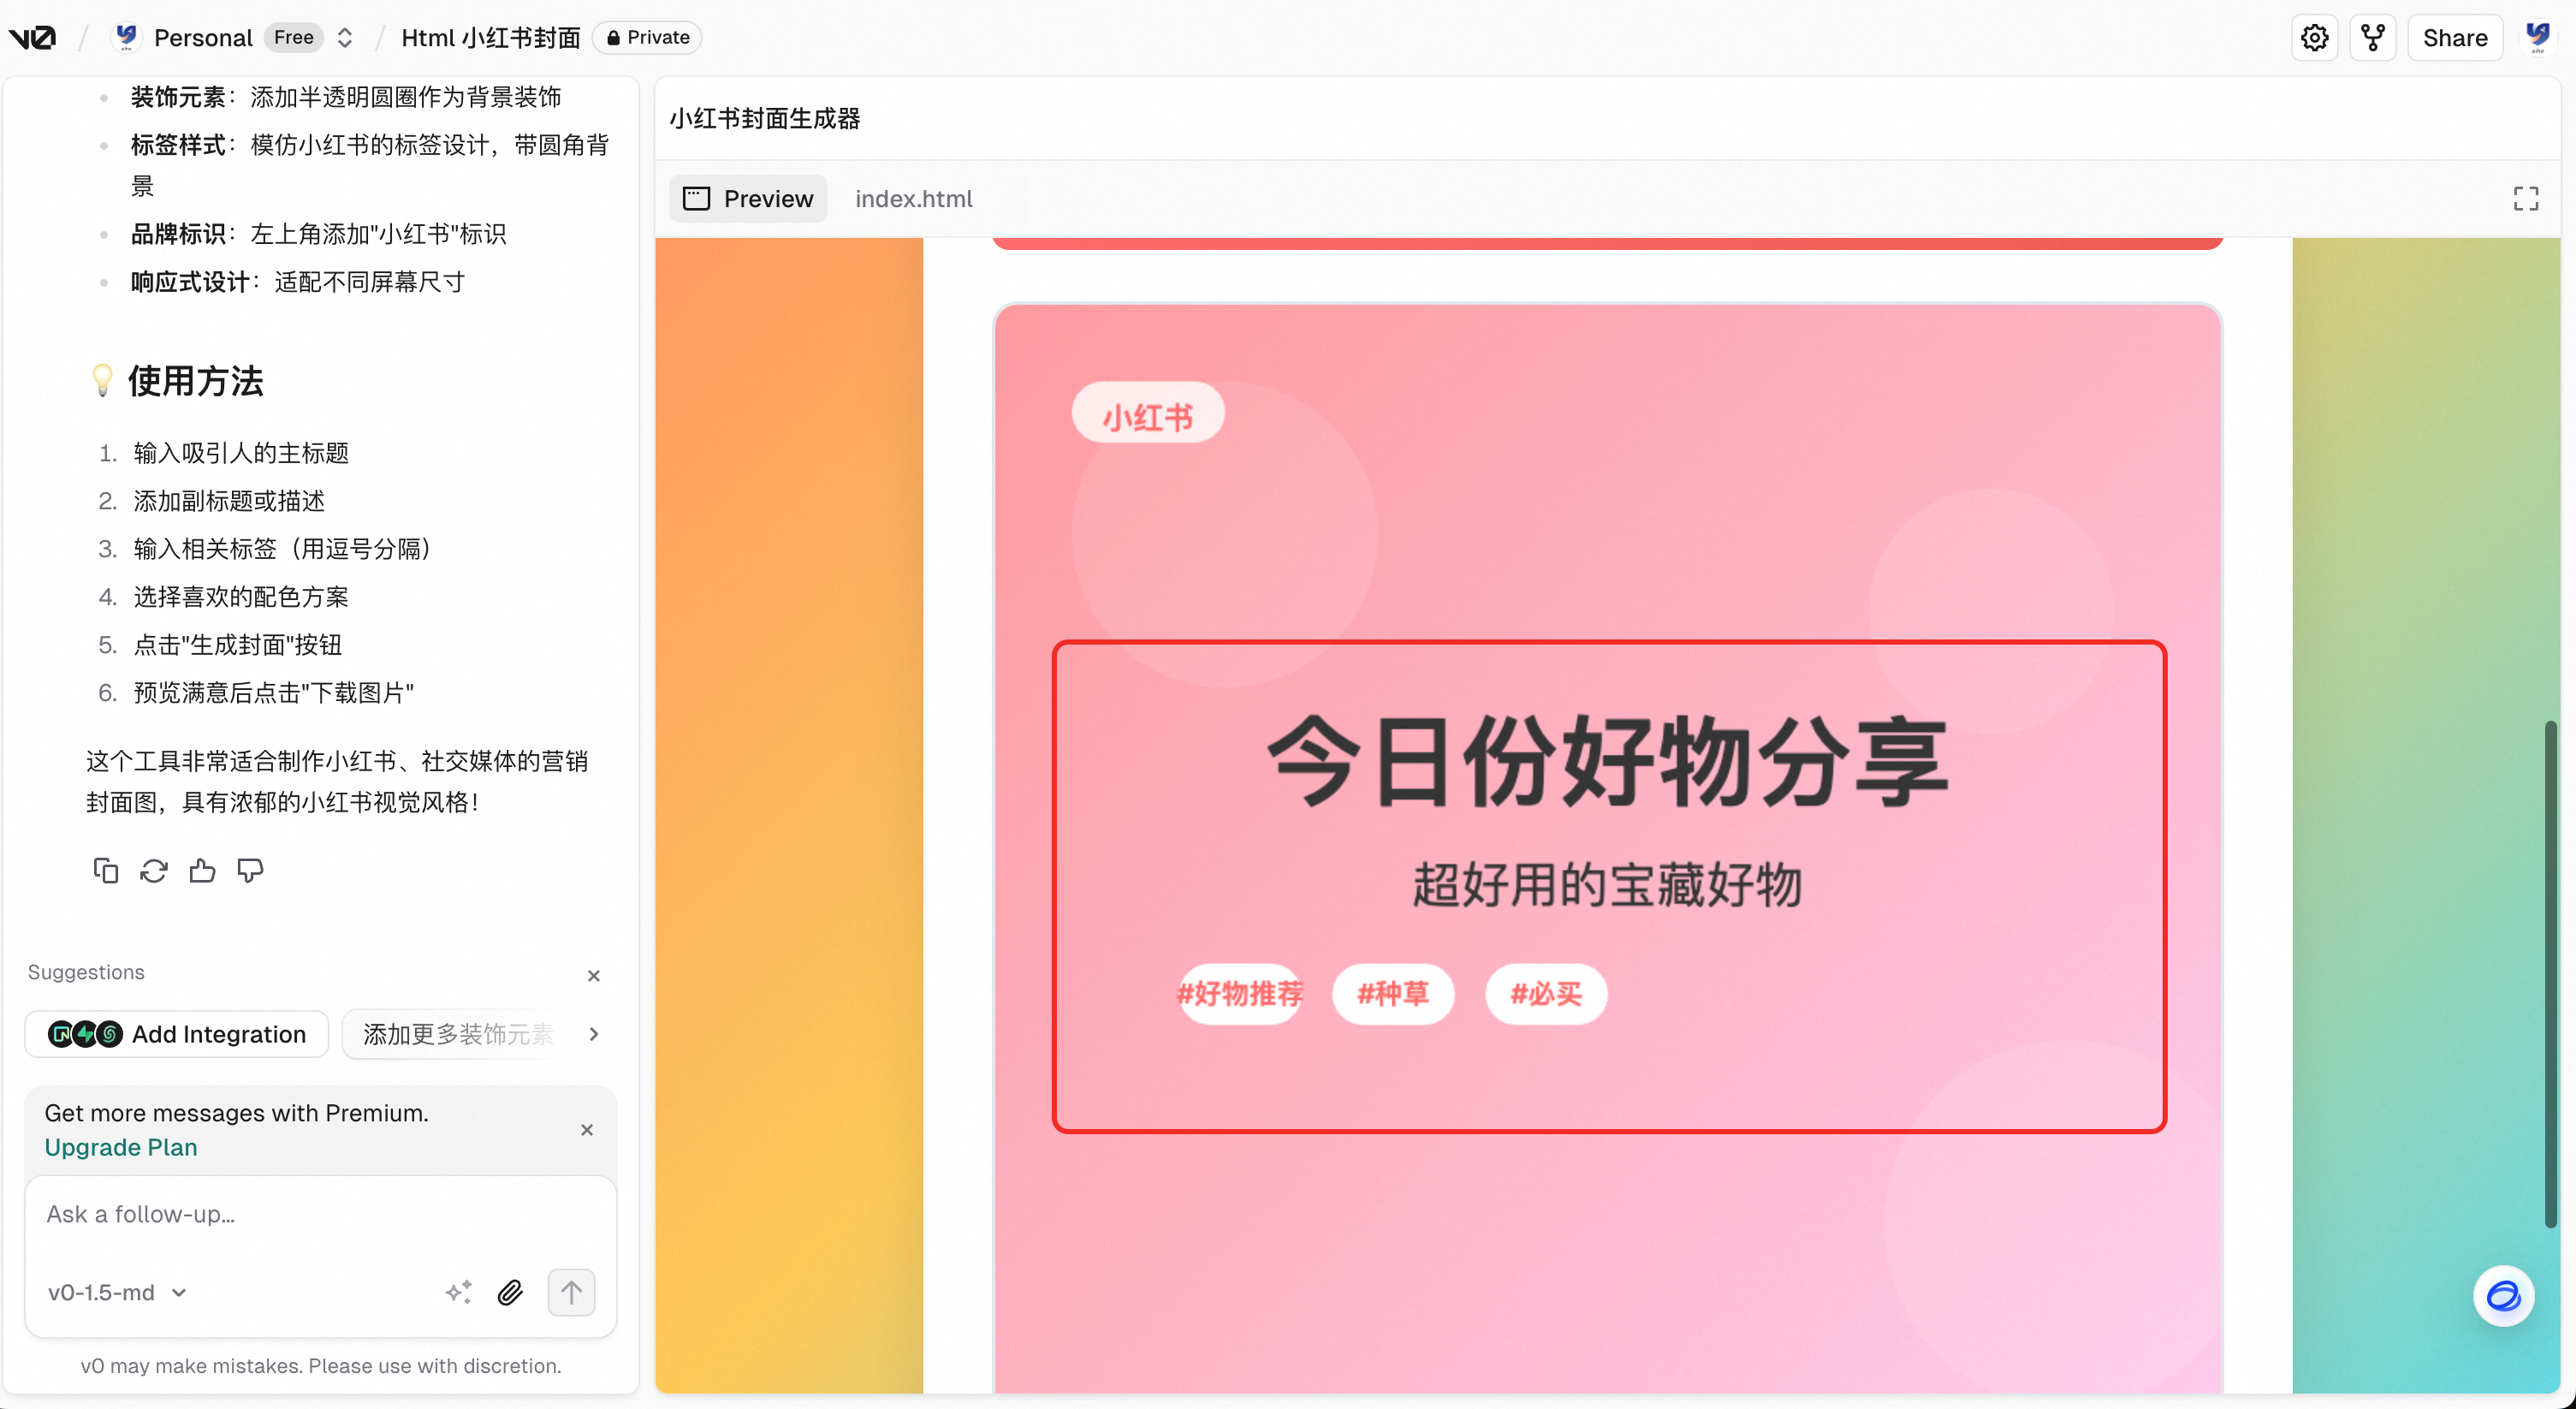 v0 / Personal Free / Html 小红书封面 Private
Share
装饰元素：添加半透明圆圈作为背景装饰
标签样式：模仿小红书的标签设计，带圆角背
景
品牌标识：左上角添加"小红书"标识
响应式设计：适配不同屏幕尺寸
💡 使用方法
1. 输入吸引人的主标题
2. 添加副标题或描述
3. 输入相关标签（用逗号分隔）
4. 选择喜欢的配色方案
5. 点击"生成封面"按钮
6. 预览满意后点击"下载图片"
这个工具非常适合制作小红书、社交媒体的营销
封面图，具有浓郁的小红书视觉风格！
Suggestions
Add Integration
添加更多装饰元素
Get more messages with Premium.
Upgrade Plan
Ask a follow-up...
v0-1.5-md
v0 may make mistakes. Please use with discretion.
小红书封面生成器
Preview
index.html
小红书
今日份好物分享
超好用的宝藏好物
#好物推荐 #种草 #必买